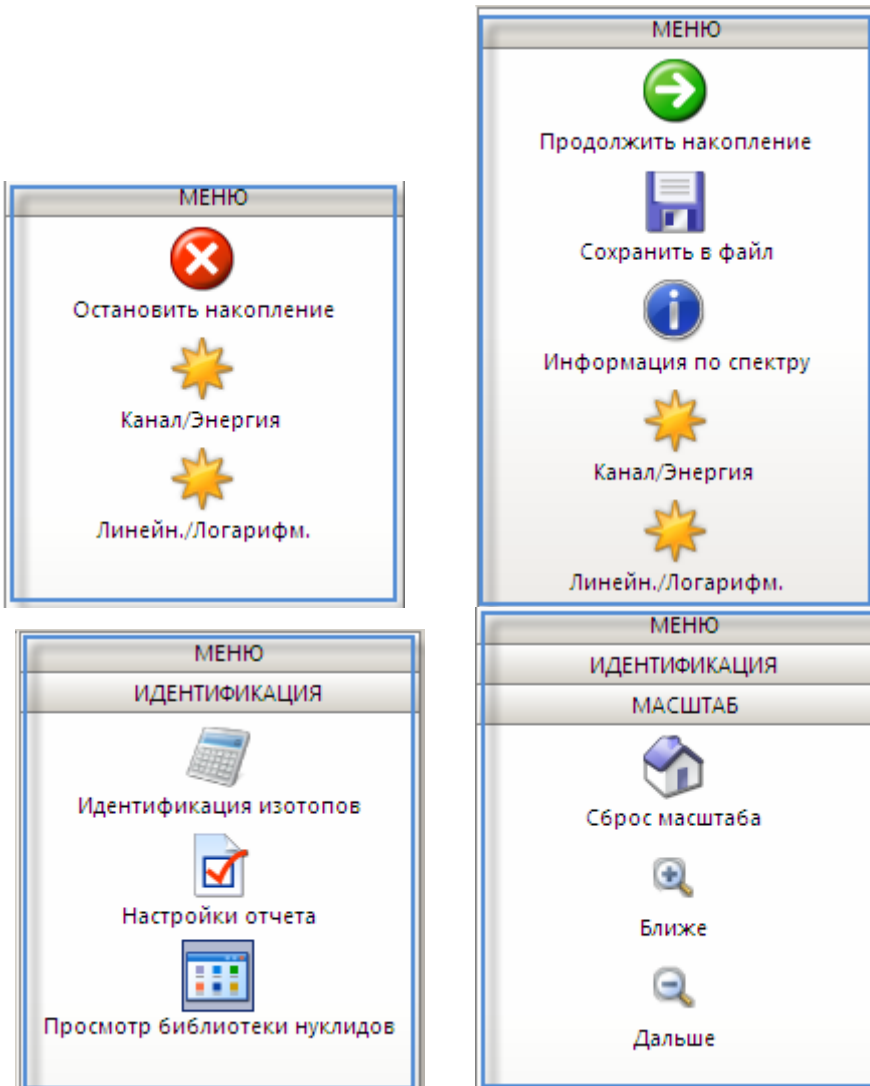 МЕНЮ
Остановить накопление
Канал/Энергия
Линейн./Логарифм.
МЕНЮ
Продолжить накопление
Сохранить в файл
Информация по спектру
Канал/Энергия
Линейн./Логарифм.
МЕНЮ
ИДЕНТИФИКАЦИЯ
Идентификация изотопов
Настройки отчета
Просмотр библиотеки нуклидов
МЕНЮ
ИДЕНТИФИКАЦИЯ
МАСШТАБ
Сброс масштаба
Ближе
Дальше